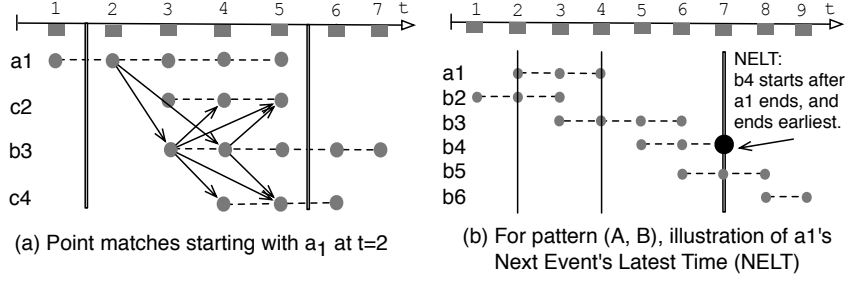 1 2 3 4 5 6 7 t
a1
c2
b3
c4
(a) Point matches starting with a1 at t=2
1 2 3 4 5 6 7 8 9 t
a1
b2
b3
b4
b5
b6
NELT:
b4 starts after
a1 ends, and
ends earliest.
(b) For pattern (A, B), illustration of a1's
Next Event's Latest Time (NELT)